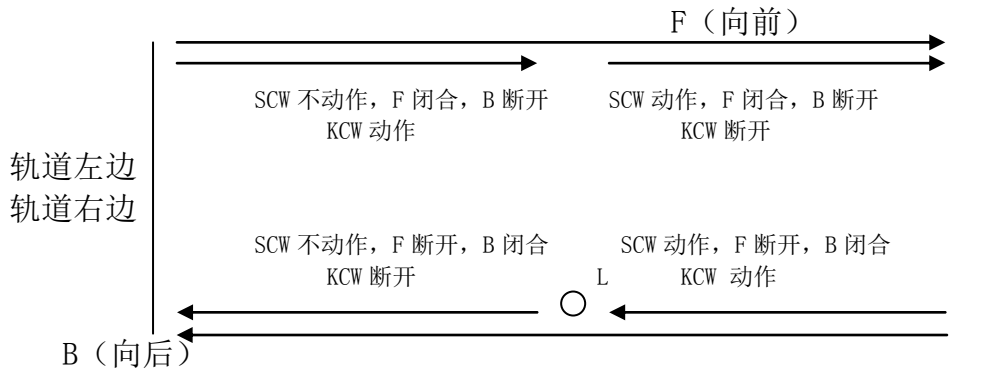 F（向前）
SCW 不动作，F 闭合，B 断开
KCW 动作
SCW 动作，F 闭合，B 断开
KCW 断开
轨道左边
轨道右边
SCW 不动作，F 断开，B 闭合
KCW 断开
SCW 动作，F 断开，B 闭合
KCW 动作
L
B（向后）